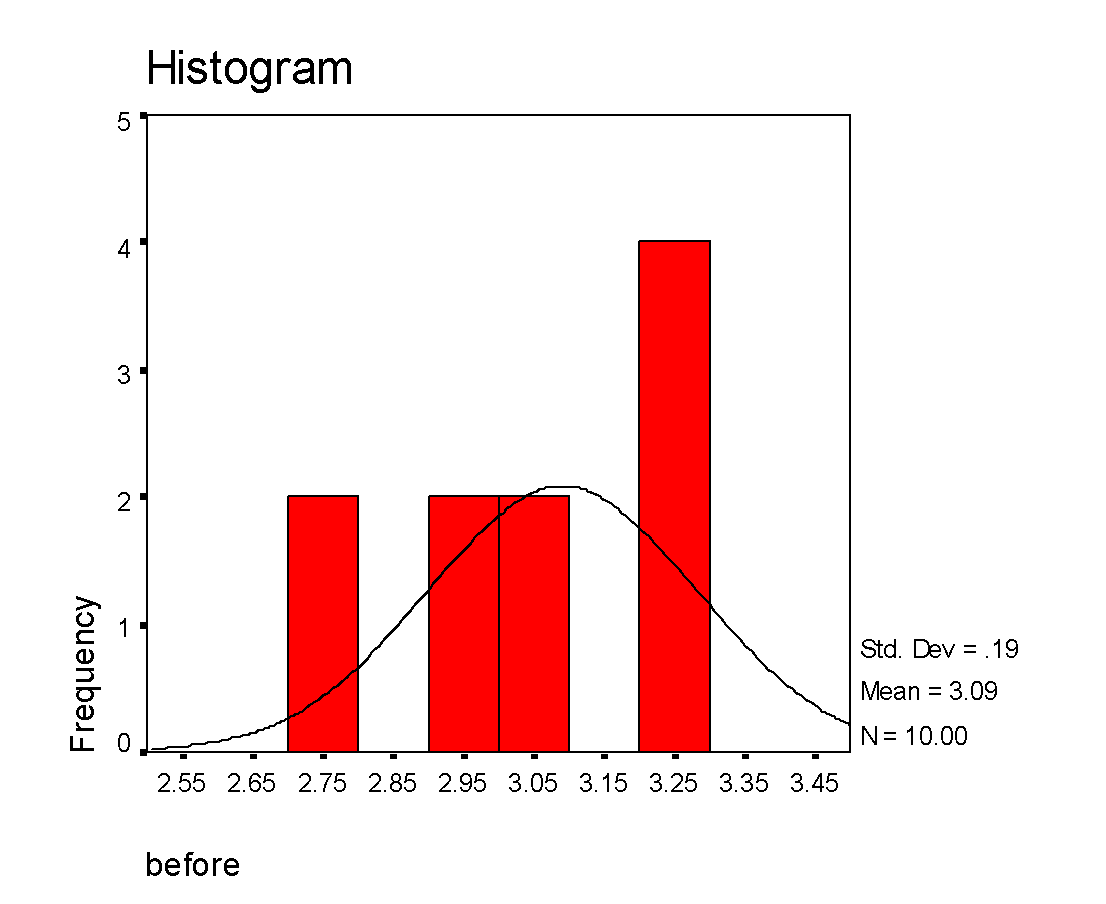 Histogram
5
4
3
2
1
0
Frequency
2.55 2.65 2.75 2.85 2.95 3.05 3.15 3.25 3.35 3.45
before
Std. Dev = .19
Mean = 3.09
N = 10.00